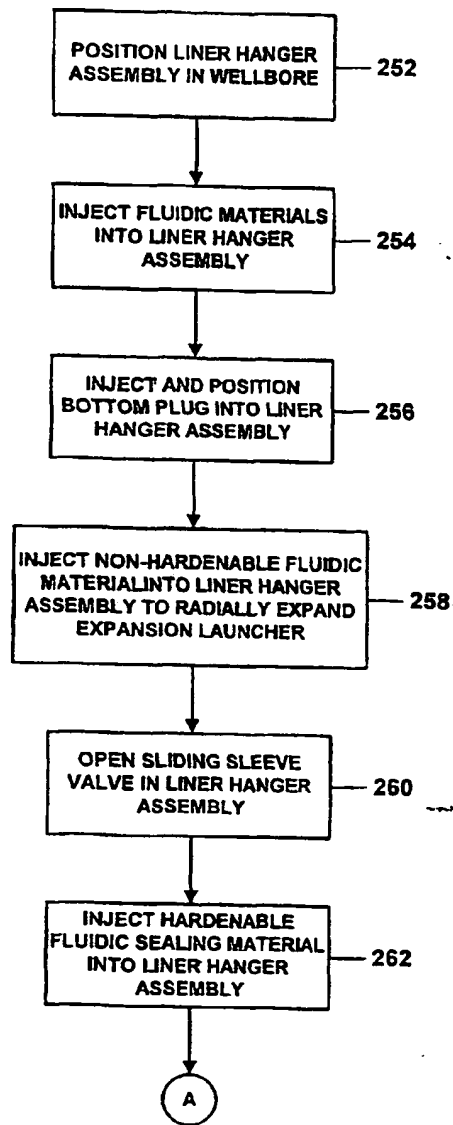 POSITION LINER HANGER
ASSEMBLY IN WELLBORE
252
INJECT FLUIDIC MATERIALS
INTO LINER HANGER
ASSEMBLY
254
INJECT AND POSITION
BOTTOM PLUG INTO LINER
HANGER ASSEMBLY
256
INJECT NON-HARDENABLE FLUIDIC
MATERIALINTO LINER HANGER
ASSEMBLY TO RADIALLY EXPAND
EXPANSION LAUNCHER
258
OPEN SLIDING SLEEVE
VALVE IN LINER HANGER
ASSEMBLY
260
INJECT HARDENABLE
FLUIDIC SEALING MATERIAL
INTO LINER HANGER
ASSEMBLY
262
A